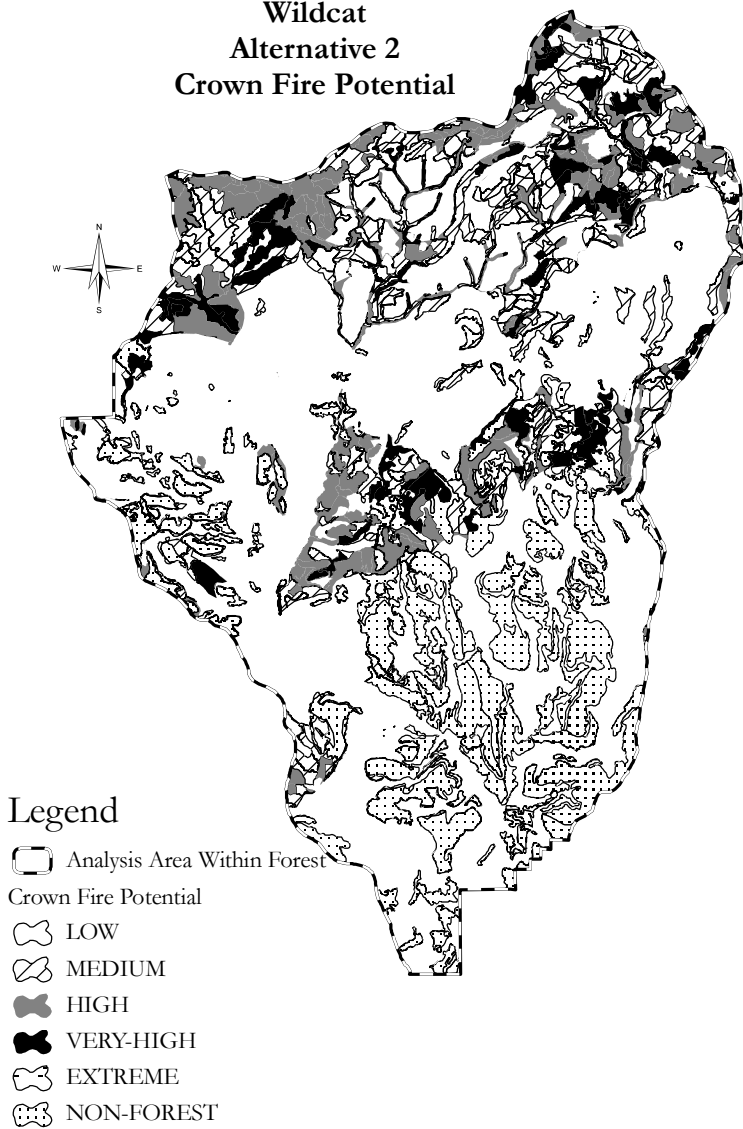 Wildcat
Alternative 2
Crown Fire Potential
N
W E
S
Legend
Analysis Area Within Forest
Crown Fire Potential
LOW
MEDIUM
HIGH
VERY-HIGH
EXTREME
NON-FOREST